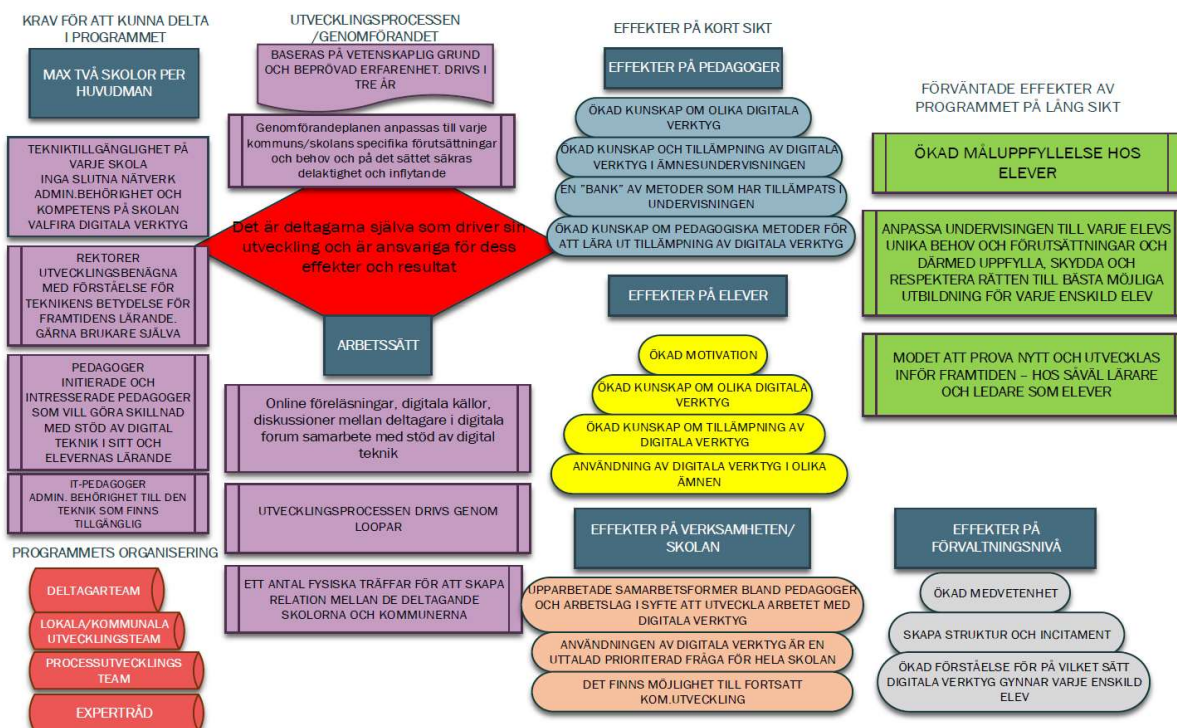 KRAV FÖR ATT KUNNA DELTA
I PROGRAMMET
MAX TVÅ SKOLOR PER
HUVUDMAN
TEKNIKTILLGÄNGLIGHET PÅ
VARJE SKOLA
INGA SLUTNA NÄTVERK
ADMIN.BEHÖRIGHET OCH
KOMPETENS PÅ SKOLAN
VALFIRA DIGITALA VERKTYG
REKTORER
UTVECKLINGSBENÄGNA
MED FÖRSTÅELSE FÖR
TEKNIKENS BETYDELSE FÖR
FRAMTIDENS LÄRANDE.
GÄRNA BRUKARE SJÄLVA
PEDAGOGER
INITIERADE OCH
INTRESSERADE PEDAGOGER
SOM VILL GÖRA SKILLNAD
MED STÖD AV DIGITAL
TEKNIK I SITT OCH
ELEVERNAS LÄRANDE
IT-PEDAGOGER
ADMIN. BEHÖRIGHET TILL DEN
TEKNIK SOM FINNS
TILLGÄNGLIG
PROGRAMMETS ORGANISERING
DELTAGARTEAM
LOKALA/KOMMUNALA
UTVECKLINGSTEAM
PROCESSUTVECKLINGS
TEAM
EXPERTRÅD
UTVECKLINGSPROCESSEN
/GENOMFÖRANDET
BASERAS PÅ VETENSKAPLIG GRUND
OCH BEPRÖVAD ERFARENHET. DRIVS I
TRE ÅR
Genomförandeplanen anpassas till varje
kommuns/skolans specifika förutsättningar
och behov och på det sättet säkras
delaktighet och inflytande
Det är deltagarna själva som driver sin
utveckling och är ansvariga för dess
effekter och resultat
ARBETSSÄTT
Online föreläsningar, digitala källor,
diskussioner mellan deltagare i digitala
forum samarbete med stöd av digital
teknik
UTVECKLINGSPROCESSEN DRIVS GENOM
LOOPAR
ETT ANTAL FYSISKA TRÄFFAR FÖR ATT SKAPA
RELATION MELLAN DE DELTAGANDE
SKOLORNA OCH KOMMUNERNA
EFFEKTER PÅ KORT SIKT
EFFEKTER PÅ PEDAGOGER
ÖKAD KUNSKAP OM OLIKA DIGITALA
VERKTYG
ÖKAD KUNSKAP OCH TILLÄMPNING AV DIGITALA
VERKTYG I ÄMNESUNDERVISNINGEN
EN "BANK" AV METODER SOM HAR TILLÄMPATS I
UNDERVISNINGEN
ÖKAD KUNSKAP OM PEDAGOGISKA METODER FÖR
ATT LÄRA UT TILLÄMPNING AV DIGITALA VERKTYG
EFFEKTER PÅ ELEVER
ÖKAD MOTIVATION
ÖKAD KUNSKAP OM OLIKA DIGITALA
VERKTYG
ÖKAD KUNSKAP OM TILLÄMPNING AV
DIGITALA VERKTYG
ANVÄNDNING AV DIGITALA VERKTYG I OLIKA
ÄMNEN
EFFEKTER PÅ VERKSAMHETEN/
SKOLAN
UPPARBETADE SAMARBETSFORMER BLAND PEDAGOGER
OCH ARBETSLAG I SYFTE ATT UTVECKLA ARBETET MED
DIGITALA VERKTYG
ANVÄNDNINGEN AV DIGITALA VERKTYG ÄR EN
UTTALAD PRIORITERAD FRÅGA FÖR HELA SKOLAN
DET FINNS MÖJLIGHET TILL FORTSATT
KOM.UTVECKLING
FÖRVÄNTADE EFFEKTER AV
PROGRAMMET PÅ LÅNG SIKT
ÖKAD MÅLUPPFYLLELSE HOS
ELEVER
ANPASSA UNDERVISINGEN TILL VARJE ELEVS
UNIKA BEHOV OCH FÖRUTSÄTTNINGAR OCH
DÄRMED UPPFYLLA, SKYDDA OCH
RESPEKTERA RÄTTEN TILL BÄSTA MÖJLIGA
UTBILDNING FÖR VARJE ENSKILD ELEV
MODET ATT PROVA NYTT OCH UTVECKLAS
INFÖR FRAMTIDEN – HOS SÅVÄL LÄRARE
OCH LEDARE SOM ELEVER
EFFEKTER PÅ
FÖRVALTNINGSNIVÅ
ÖKAD MEDVETENHET
SKAPA STRUKTUR OCH INCITAMENT
ÖKAD FÖRSTÅELSE FÖR PÅ VILKET SÄTT
DIGITALA VERKTYG GYNNAR VARJE ENSKILD
ELEV